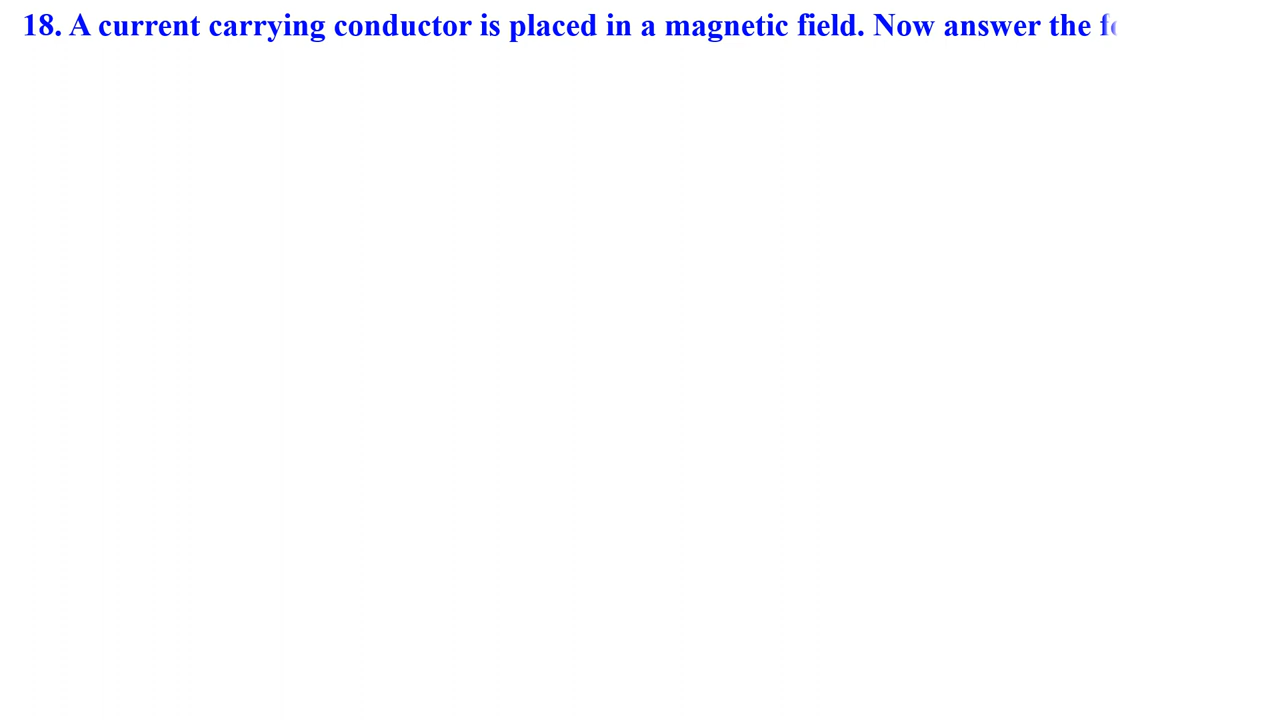 18. A current carrying conductor is placed in a magnetic field. Now answer the